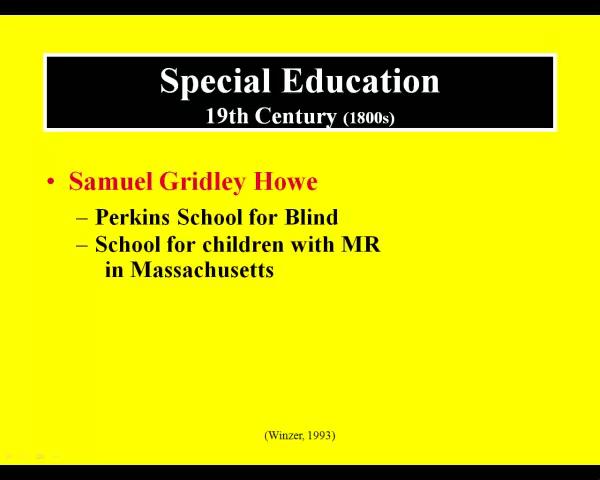 Special Education
19th Century (1800s)
• Samuel Gridley Howe
– Perkins School for Blind
– School for children with MR
in Massachusetts
(Winzer, 1993)